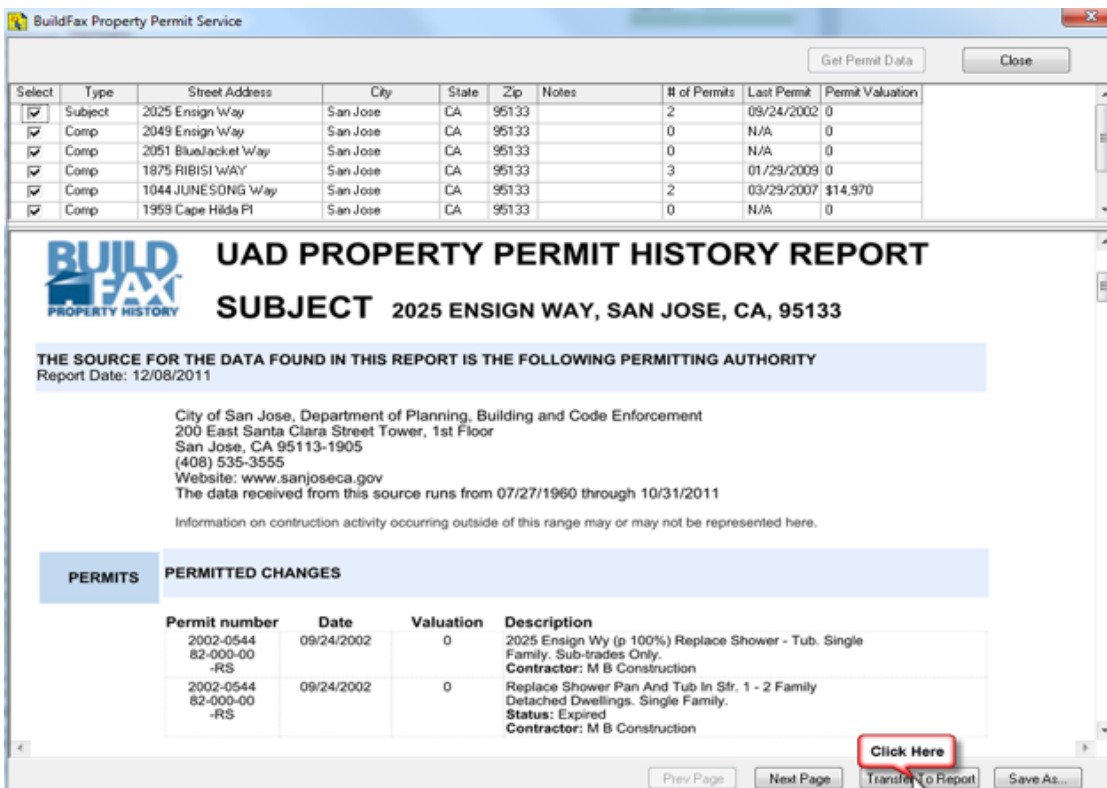 BuildFax Property Permit Service
Get Permit Data Close
Select Type Street Address City State Zip Notes # of Permits Last Permit Permit Valuation
Subject 2025 Ensign Way San Jose CA 95133 2 09/24/2002 0
Comp 2049 Ensign Way San Jose CA 95133 0 N/A 0
Comp 2051 BlueJacket Way San Jose CA 95133 0 N/A 0
Comp 1875 RIBISI WAY San Jose CA 95133 3 01/29/2009 0
Comp 1044 JUNESONG Way San Jose CA 95133 2 03/29/2007 $14,970
Comp 1959 Cape Hilda Pl San Jose CA 95133 0 N/A 0
BUILD
FAX
PROPERTY HISTORY
UAD PROPERTY PERMIT HISTORY REPORT
SUBJECT 2025 ENSIGN WAY, SAN JOSE, CA, 95133
THE SOURCE FOR THE DATA FOUND IN THIS REPORT IS THE FOLLOWING PERMITTING AUTHORITY
Report Date: 12/08/2011
City of San Jose, Department of Planning, Building and Code Enforcement
200 East Santa Clara Street Tower, 1st Floor
San Jose, CA 95113-1905
(408) 535-3555
Website: www.sanjoseca.gov
The data received from this source runs from 07/27/1960 through 10/31/2011
Information on contruction activity occurring outside of this range may or may not be represented here.
PERMITS PERMITTED CHANGES
Permit number Date Valuation Description
2002-0544 09/24/2002 0 2025 Ensign Wy (p 100%) Replace Shower - Tub. Single
82-000-00 Family. Sub-trades Only.
-RS Contractor: M B Construction
2002-0544 09/24/2002 0 Replace Shower Pan And Tub In Sfr. 1 - 2 Family
82-000-00 Detached Dwellings. Single Family.
-RS Status: Expired
Contractor: M B Construction
Click Here
Prev Page Next Page Transfer To Report Save As...